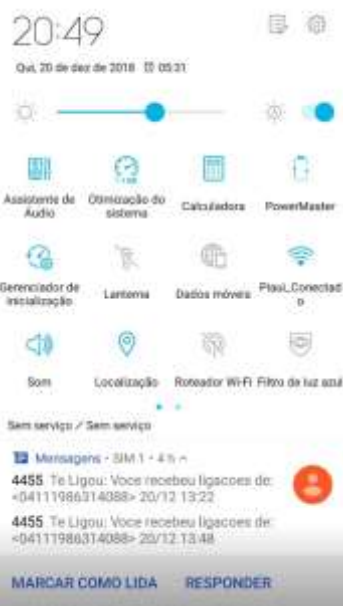 20:49
Qui, 20 de dez de 2018 05:31
Assistente de Áudio
Otimização do sistema
Calculadora
PowerMaster
Gerenciador de inicialização
Lanterna
Dados móveis
Piauí_Conectado
Som
Localização
Roteador Wi-Fi
Filtro de luz azul
Sem serviço / Sem serviço
Mensagens • SIM 1 • 4 h
4455 Te Ligou: Voce recebeu ligacoes de:
<04111986314088> 20/12 13:22
4455 Te Ligou: Voce recebeu ligacoes de:
<04111986314088> 20/12 13:48
MARCAR COMO LIDA RESPONDER